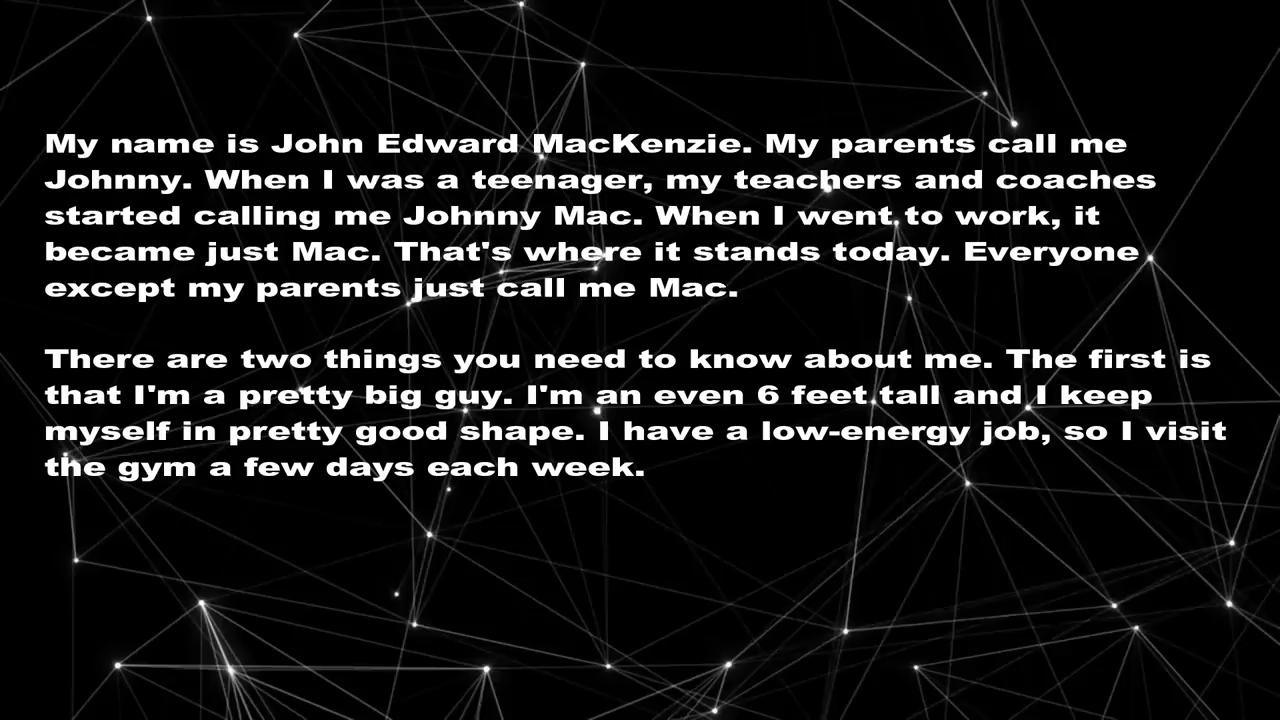 My name is John Edward MacKenzie. My parents call me
Johnny. When I was a teenager, my teachers and coaches
started calling me Johnny Mac. When I went to work, it
became just Mac. That's where it stands today. Everyone
except my parents just call me Mac.
There are two things you need to know about me. The first is
that I'm a pretty big guy. I'm an even 6 feet tall and I keep
myself in pretty good shape. I have a low-energy job, so I visit
the gym a few days each week.